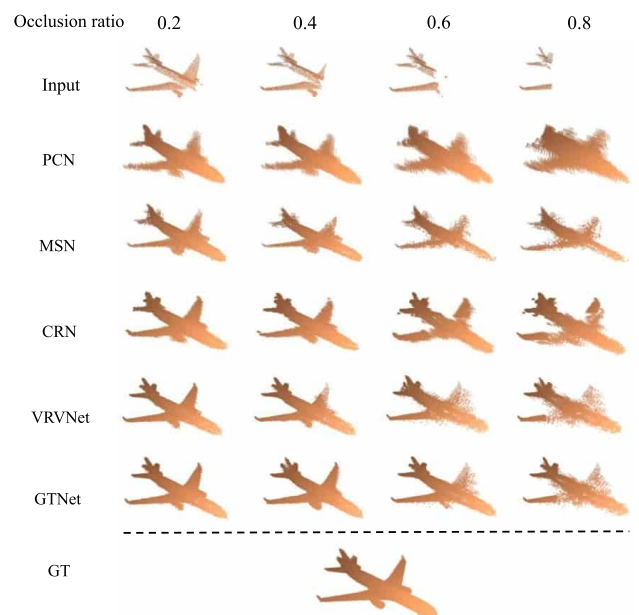 Occlusion ratio 0.2 0.4 0.6 0.8
Input
PCN
MSN
CRN
VRVNet
GTNet
GT